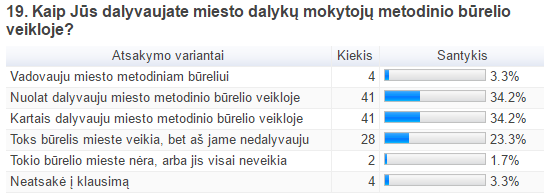 19. Kaip Jūs dalyvaujate miesto dalykų mokytojų metodinio būrelio
veikloje?
Atsakymo variantai Kiekis Santykis
Vadovauju miesto metodiniam būreliui 4 3.3%
Nuolat dalyvauju miesto metodinio būrelio veikloje 41 34.2%
Kartais dalyvauju miesto metodinio būrelio veikloje 41 34.2%
Toks būrelis mieste veikia, bet aš jame nedalyvauju 28 23.3%
Tokio būrelio mieste nėra, arba jis visai neveikia 2 1.7%
Neatsakė į klausimą 4 3.3%